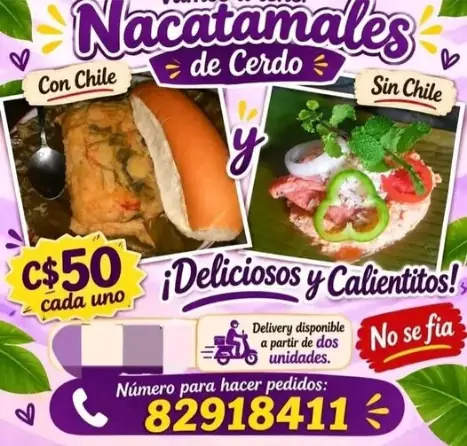 Nacatamales
de Cerdo
Con Chile
Sin Chile
y
C$50
cada uno
¡Deliciosos y Calientitos!
Delivery disponible
a partir de dos
unidades.
No se fia
Número para hacer pedidos:
82918411